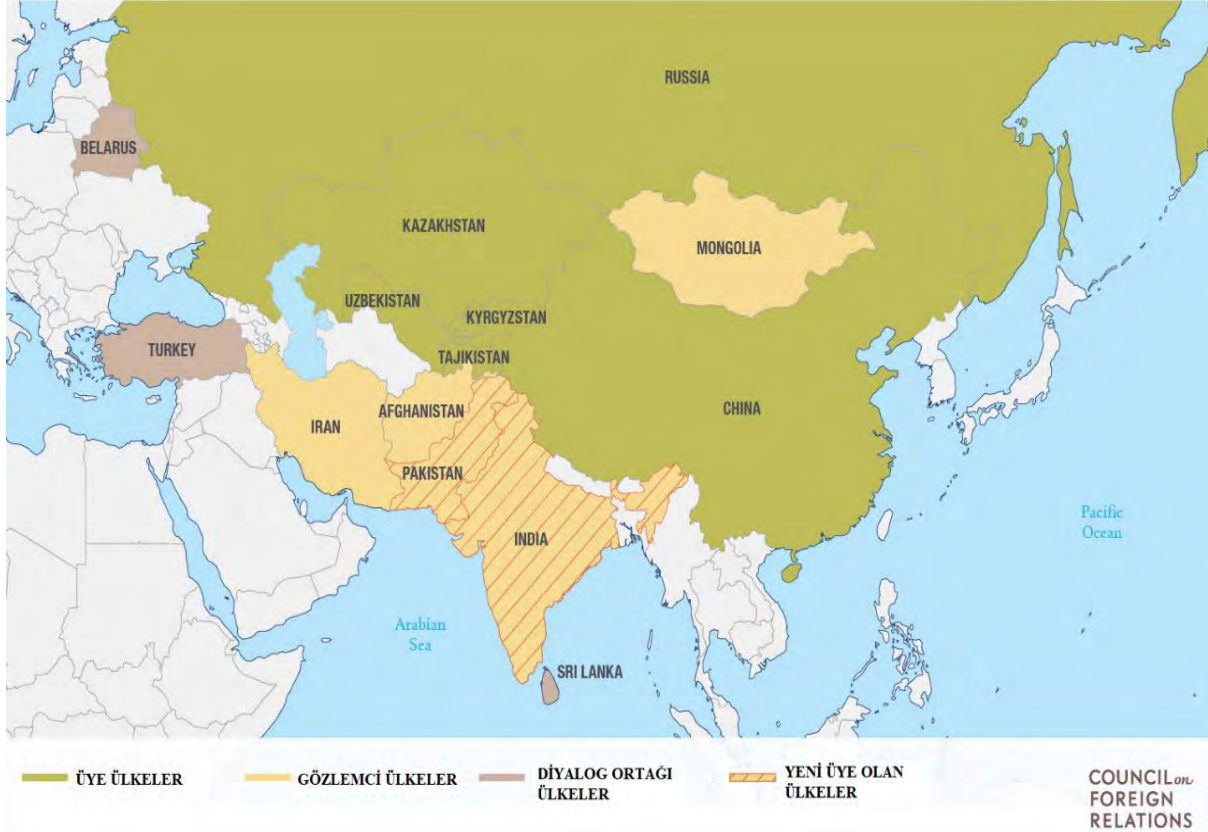 RUSSIA
BELARUS
KAZAKHSTAN
MONGOLIA
UZBEKISTAN
KYRGYZSTAN
TURKEY
TAJIKISTAN
CHINA
AFGHANISTAN
IRAN
PAKISTAN
INDIA
Pacific
Ocean
Arabian
Sea
SRI LANKA
ÜYE ÜLKELER
GÖZLEMCİ ÜLKELER
DİYALOG ORTAĞI
ÜLKELER
YENİ ÜYE OLAN
ÜLKELER
COUNCIL on
FOREIGN
RELATIONS